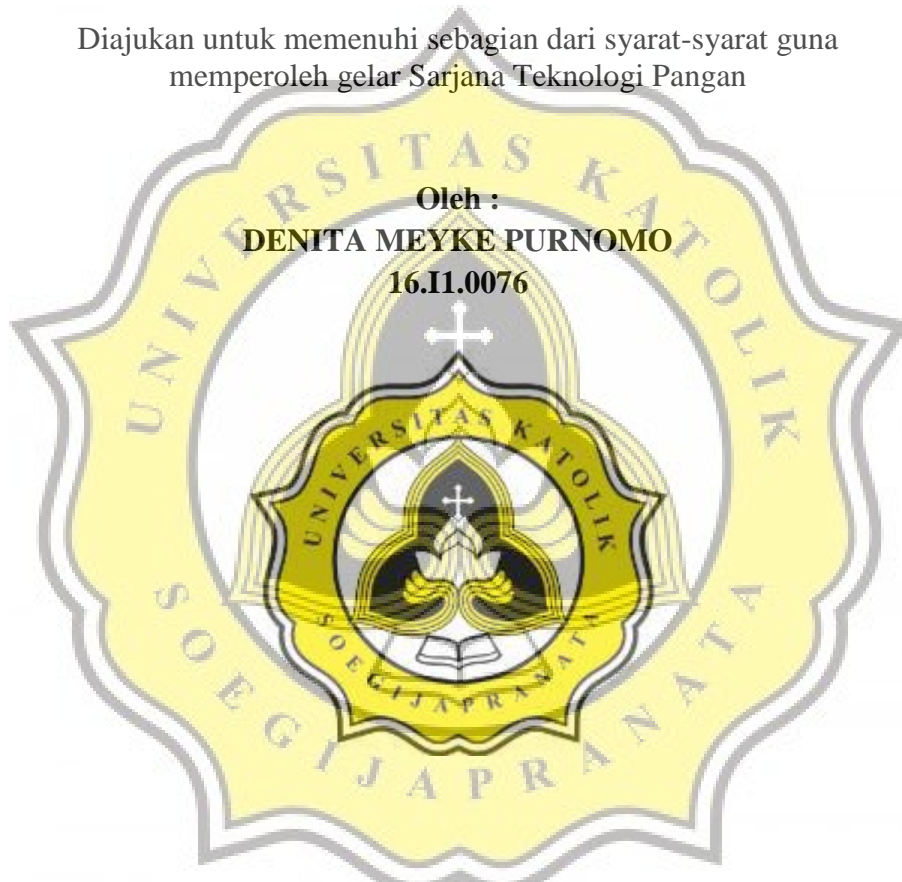 Diajukan untuk memenuhi sebagian dari syarat-syarat guna
memperoleh gelar Sarjana Teknologi Pangan
Oleh :
DENITA MEYKE PURNOMO
16.I1.0076
UNIVERSITAS KATOLIK
SOEGIJAPRANATA
UNIVERSITAS KATOLIK
SOEGIJAPRANATA